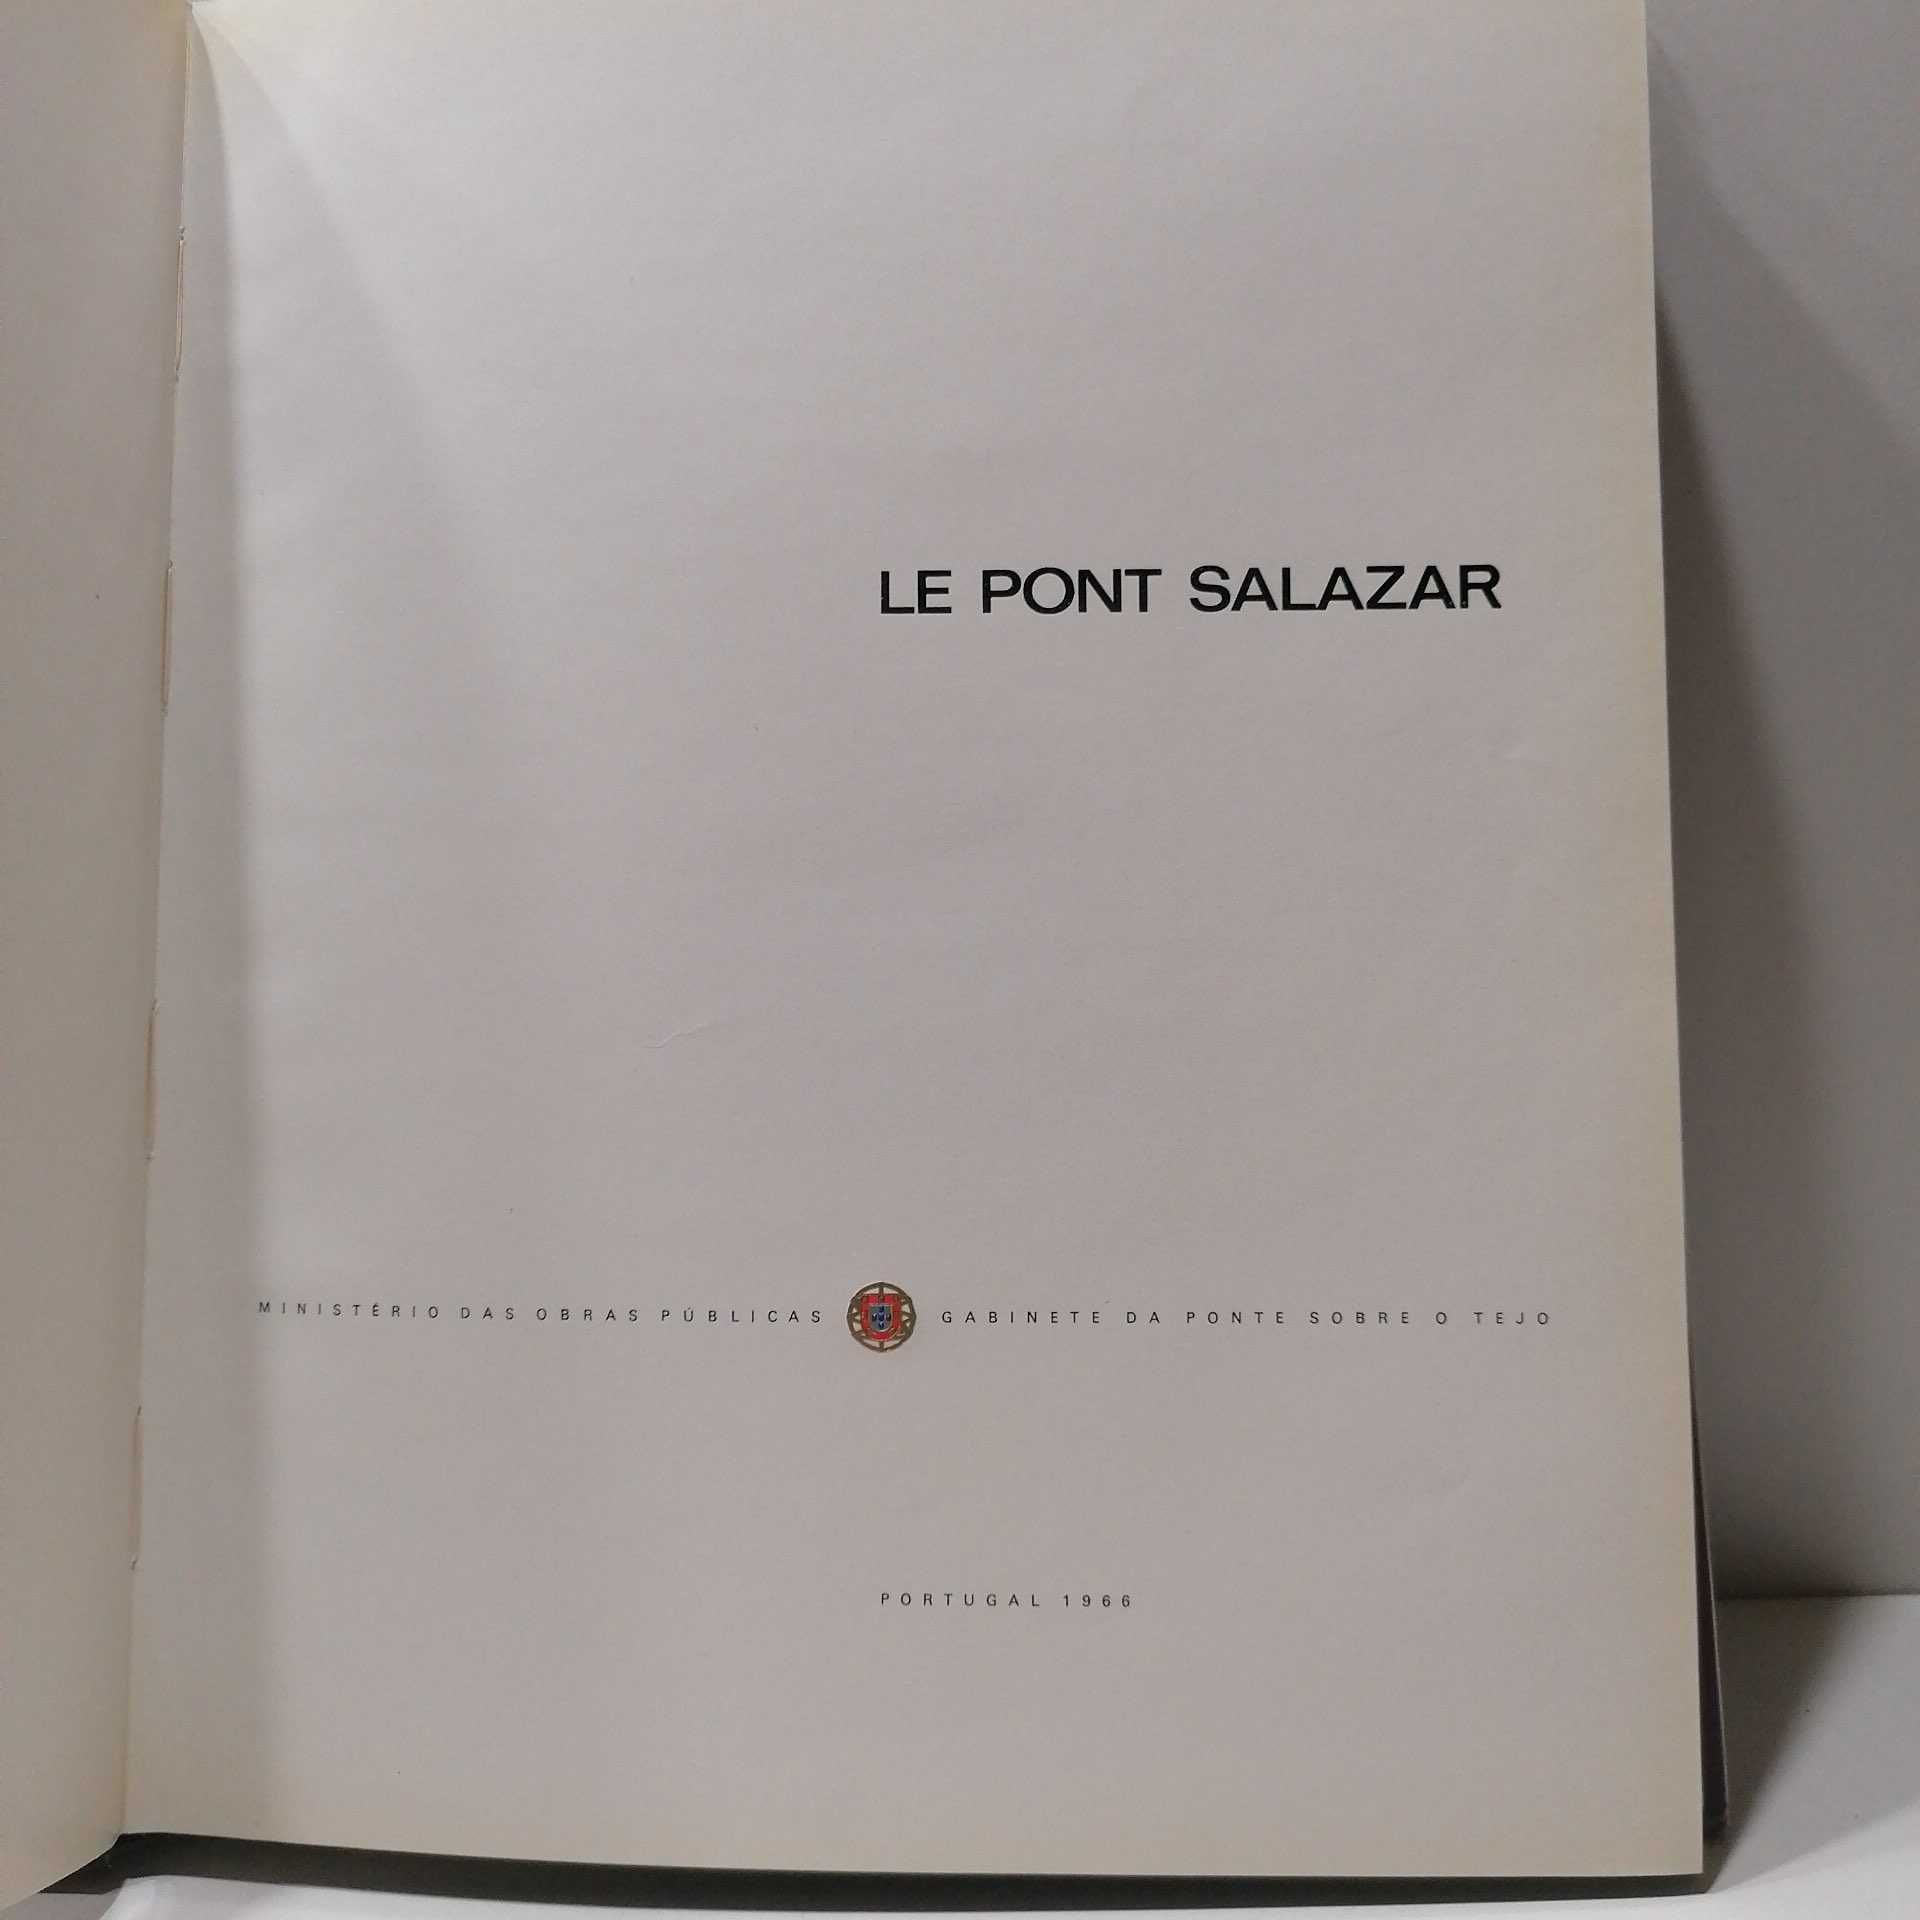 LE PONT SALAZAR
MINISTÉRIO DAS OBRAS PÚBLICAS GABINETE DA PONTE SOBRE O TEJO
PORTUGAL 1966